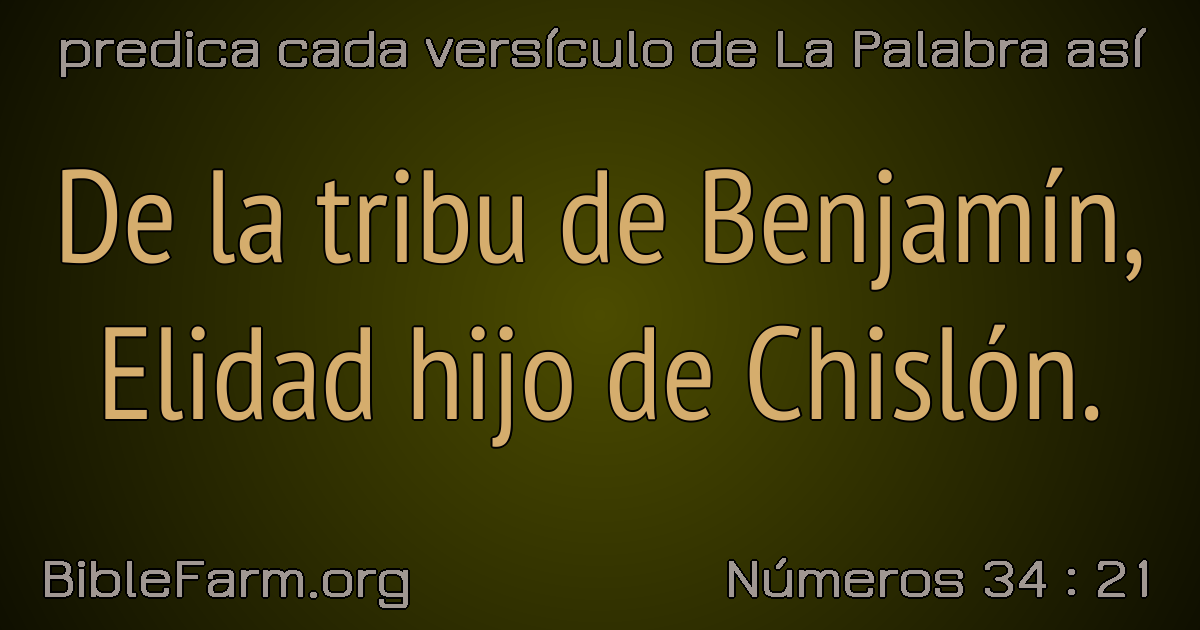 predica cada versículo de La Palabra así
De la tribu de Benjamín,
Elidad hijo de Chislón.
BibleFarm.org
Números 34 : 21